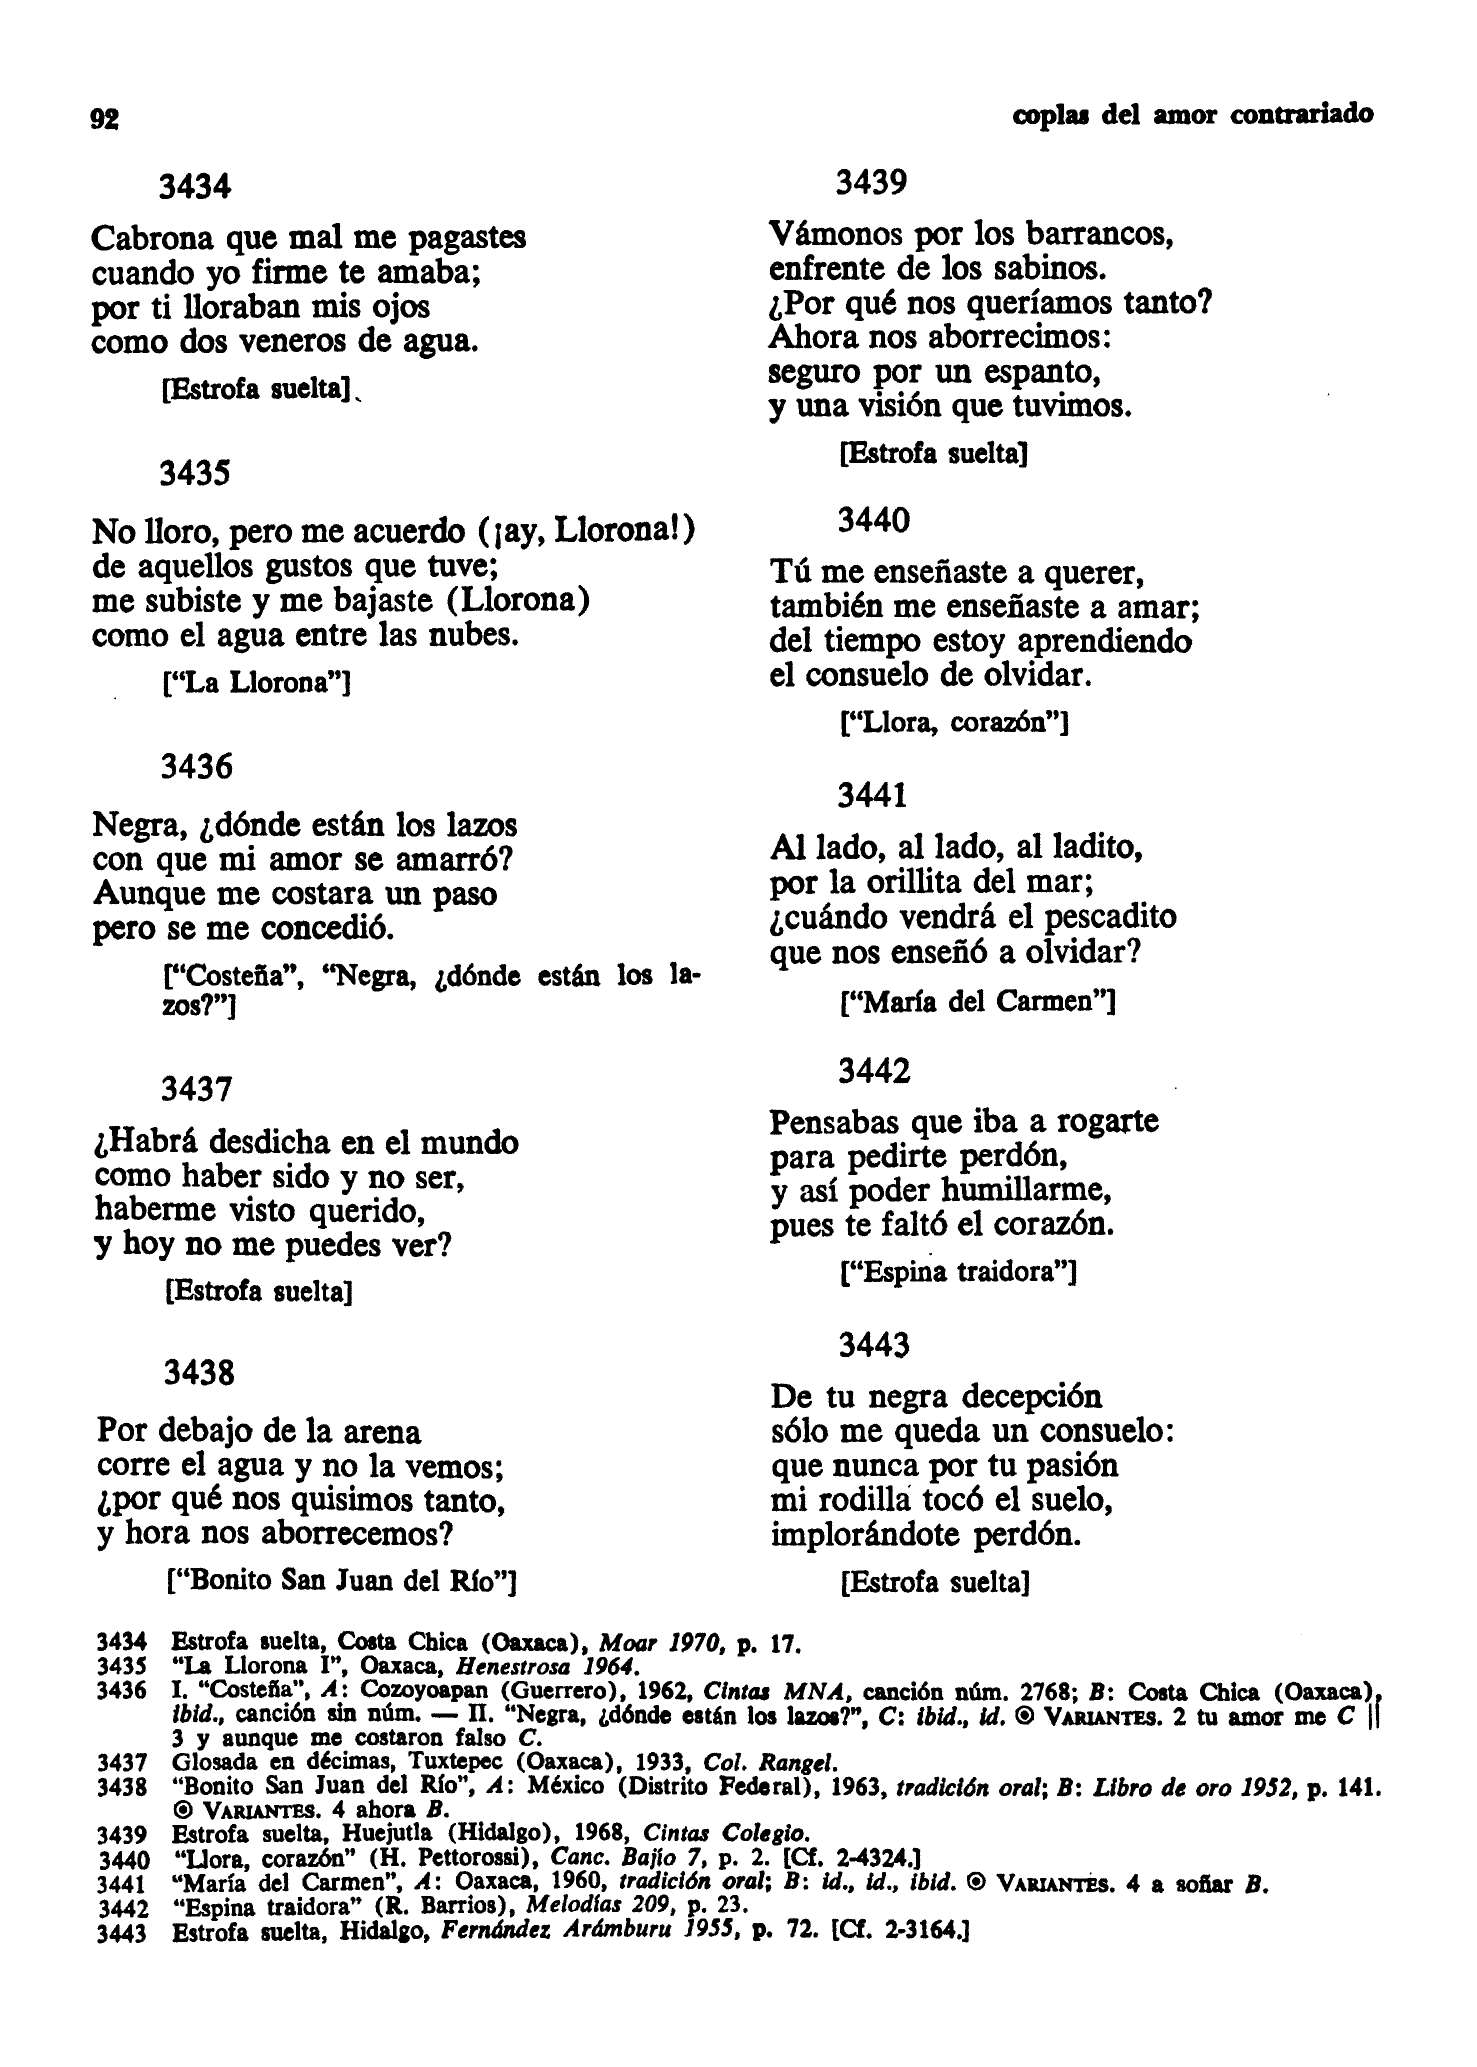 92
coplas del amor contrariado
3434
Cabrona que mal me pagastes
cuando yo firme te amaba;
por ti lloraban mis ojos
como dos veneros de agua.
[Estrofa suelta]
3435
No lloro, pero me acuerdo (¡ay, Llorona!)
de aquellos gustos que tuve;
me subiste y me bajaste (Llorona)
como el agua entre las nubes.
["La Llorona"]
3436
Negra, ¿dónde están los lazos
con que mi amor se amarró?
Aunque me costara un paso
pero se me concedió.
["Costeña", "Negra, ¿dónde están los la-
zos?"]
3437
¿Habrá desdicha en el mundo
como haber sido y no ser,
haberme visto querido,
y hoy no me puedes ver?
[Estrofa suelta]
3438
Por debajo de la arena
corre el agua y no la vemos;
¿por qué nos quisimos tanto,
y hora nos aborrecemos?
["Bonito San Juan del Río"]
3439
Vámonos por los barrancos,
enfrente de los sabinos.
¿Por qué nos queríamos tanto?
Ahora nos aborrecimos:
seguro por un espanto,
y una visión que tuvimos.
[Estrofa suelta]
3440
Tú me enseñaste a querer,
también me enseñaste a amar;
del tiempo estoy aprendiendo
el consuelo de olvidar.
["Llora, corazón"]
3441
Al lado, al lado, al ladito,
por la orillita del mar;
¿cuándo vendrá el pescadito
que nos enseñó a olvidar?
["María del Carmen"]
3442
Pensabas que iba a rogarte
para pedirte perdón,
y así poder humillarme,
pues te faltó el corazón.
["Espina traidora"]
3443
De tu negra decepción
sólo me queda un consuelo:
que nunca por tu pasión
mi rodilla tocó el suelo,
implorándote perdón.
[Estrofa suelta]
3434 Estrofa suelta, Costa Chica (Oaxaca), Moar 1970, p. 17.
3435 "La Llorona I", Oaxaca, Henestrosa 1964.
3436 I. "Costeña", A: Cozoyoapan (Guerrero), 1962, Cintas MNA, canción núm. 2768; B: Costa Chica (Oaxaca),
ibid., canción sin núm. — II. "Negra, ¿dónde están los lazos?", C: ibid., id. ⊙ VARIANTES. 2 tu amor me C ||
3 y aunque me costaron falso C.
3437 Glosada en décimas, Tuxtepec (Oaxaca), 1933, Col. Rangel.
3438 "Bonito San Juan del Río", A: México (Distrito Federal), 1963, tradición oral; B: Libro de oro 1952, p. 141.
⊙ VARIANTES. 4 ahora B.
3439 Estrofa suelta, Huejutla (Hidalgo), 1968, Cintas Colegio.
3440 "Llora, corazón" (H. Pettorossi), Canc. Bajío 7, p. 2. [Cf. 2-4324.]
3441 "María del Carmen", A: Oaxaca, 1960, tradición oral; B: id., id., ibid. ⊙ VARIANTES. 4 a soñar B.
3442 "Espina traidora" (R. Barrios), Melodías 209, p. 23.
3443 Estrofa suelta, Hidalgo, Fernández Arámburu 1955, p. 72. [Cf. 2-3164.]